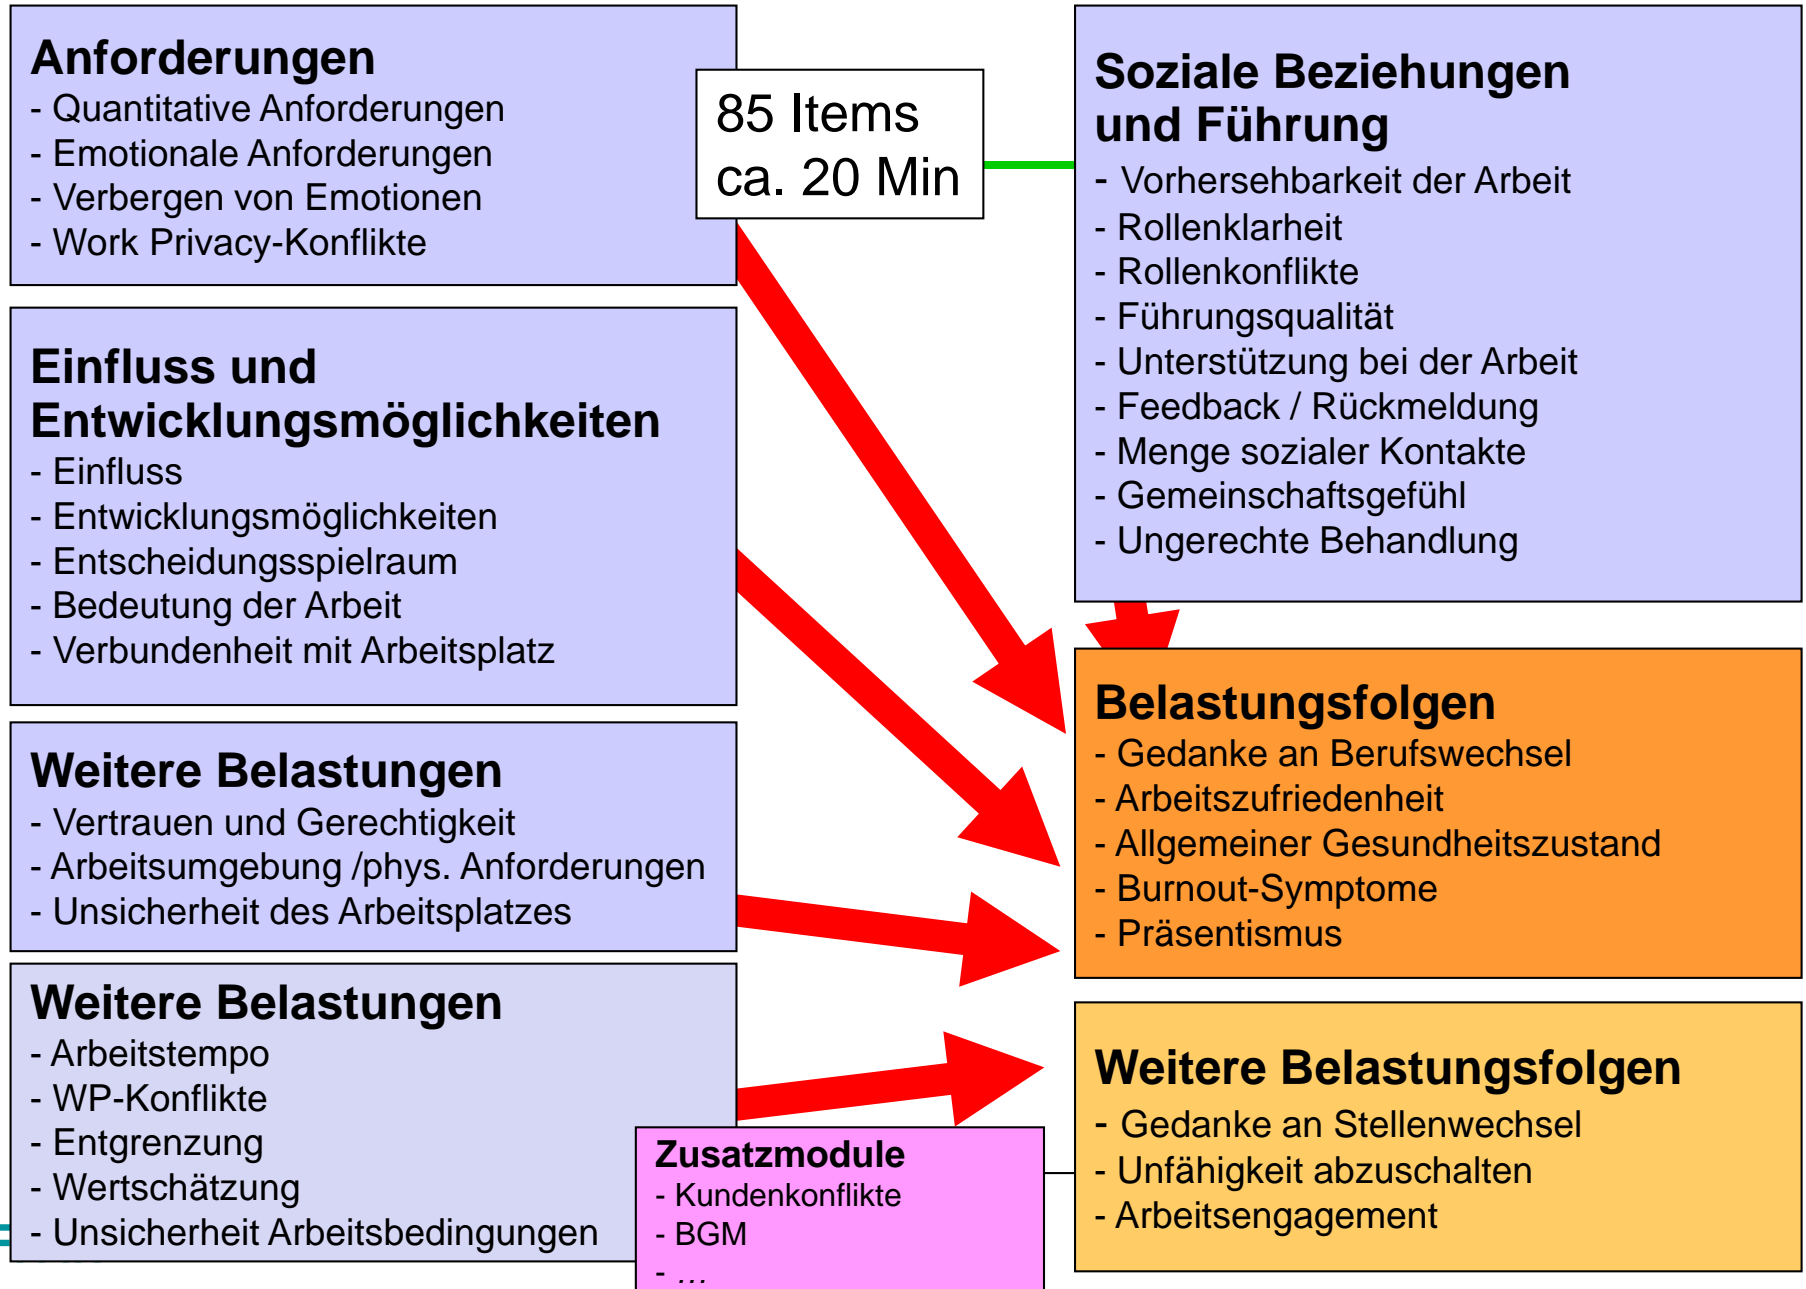 Anforderungen
- Quantitative Anforderungen
- Emotionale Anforderungen
- Verbergen von Emotionen
- Work Privacy-Konflikte
85 Items
ca. 20 Min
Soziale Beziehungen
und Führung
- Vorhersehbarkeit der Arbeit
- Rollenklarheit
- Rollenkonflikte
- Führungsqualität
- Unterstützung bei der Arbeit
- Feedback / Rückmeldung
- Menge sozialer Kontakte
- Gemeinschaftsgefühl
- Ungerechte Behandlung
Einfluss und
Entwicklungsmöglichkeiten
- Einfluss
- Entwicklungsmöglichkeiten
- Entscheidungsspielraum
- Bedeutung der Arbeit
- Verbundenheit mit Arbeitsplatz
Weitere Belastungen
- Vertrauen und Gerechtigkeit
- Arbeitsumgebung /phys. Anforderungen
- Unsicherheit des Arbeitsplatzes
Belastungsfolgen
- Gedanke an Berufswechsel
- Arbeitszufriedenheit
- Allgemeiner Gesundheitszustand
- Burnout-Symptome
- Präsentismus
Weitere Belastungen
- Arbeitstempo
- WP-Konflikte
- Entgrenzung
- Wertschätzung
- Unsicherheit Arbeitsbedingungen
Zusatzmodule
- Kundenkonflikte
- BGM
- ...
Weitere Belastungsfolgen
- Gedanke an Stellenwechsel
- Unfähigkeit abzuschalten
- Arbeitsengagement